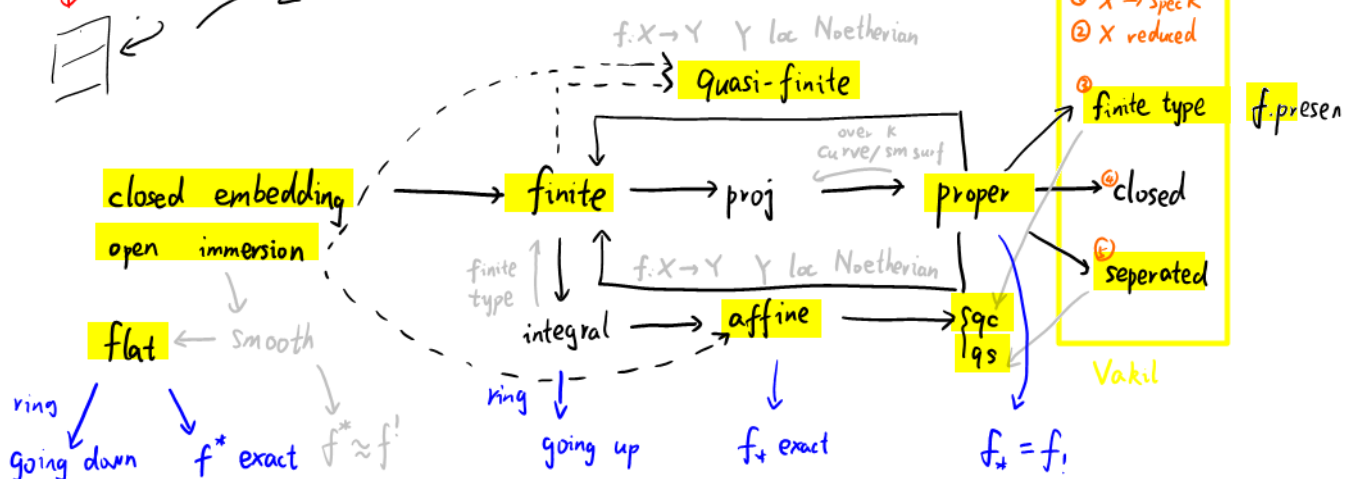 ① X → spec k
f: X → Y Y loc Noetherian
② X reduced
quasi-finite
③ finite type
f.presen
over k
curve/sm surf
closed embedding
finite
proj
proper
④ closed
open immersion
finite type
f: X → Y Y loc Noetherian
⑤ seperated
integral
affine
{qc
qs
flat
smooth
Vakil
ring
ring
going down
f* exact
f* ≈ f!
going up
f₊ exact
f₊ = f!